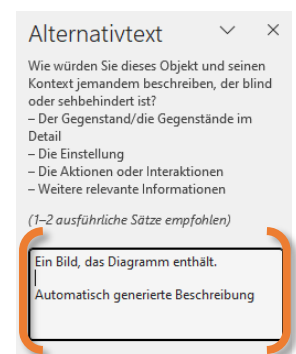 Alternativtext
Wie würden Sie dieses Objekt und seinen
Kontext jemandem beschreiben, der blind
oder sehbehindert ist?
– Der Gegenstand/die Gegenstände im
Detail
– Die Einstellung
– Die Aktionen oder Interaktionen
– Weitere relevante Informationen
(1–2 ausführliche Sätze empfohlen)
Ein Bild, das Diagramm enthält.
Automatisch generierte Beschreibung